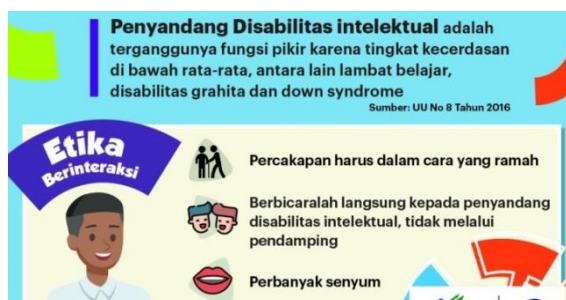 Penyandang Disabilitas intelektual adalah
terganggunya fungsi pikir karena tingkat kecerdasan
di bawah rata-rata, antara lain lambat belajar,
disabilitas grahita dan down syndrome
Sumber: UU No 8 Tahun 2016
Etika
Berinteraksi
Percakapan harus dalam cara yang ramah
Berbicaralah langsung kepada penyandang
disabilitas intelektual, tidak melalui
pendamping
Perbanyak senyum